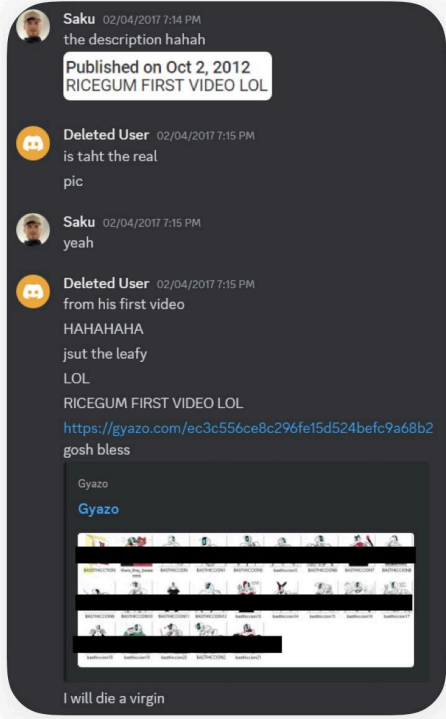 Saku 02/04/2017 7:14 PM
the description hahah
Published on Oct 2, 2012
RICEGUM FIRST VIDEO LOL
Deleted User 02/04/2017 7:15 PM
is taht the real
pic
Saku 02/04/2017 7:15 PM
yeah
Deleted User 02/04/2017 7:15 PM
from his first video
HAHAHAHA
jsut the leafy
LOL
RICEGUM FIRST VIDEO LOL
https://gyazo.com/ec3c556ce8c296fe15d524befc9a68b2
gosh bless
Gyazo
Gyazo
I will die a virgin